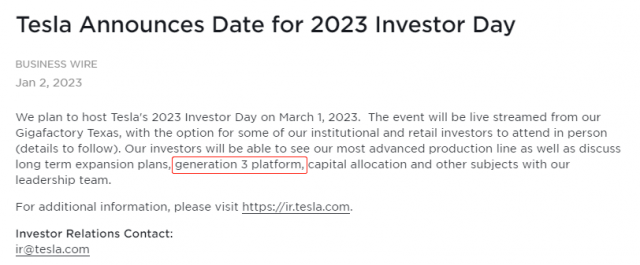 Tesla Announces Date for 2023 Investor Day
BUSINESS WIRE
Jan 2, 2023
We plan to host Tesla's 2023 Investor Day on March 1, 2023.  The event will be live streamed from our
Gigafactory Texas, with the option for some of our institutional and retail investors to attend in person
(details to follow). Our investors will be able to see our most advanced production line as well as discuss
long term expansion plans, generation 3 platform, capital allocation and other subjects with our
leadership team.
For additional information, please visit https://ir.tesla.com.
Investor Relations Contact:
ir@tesla.com